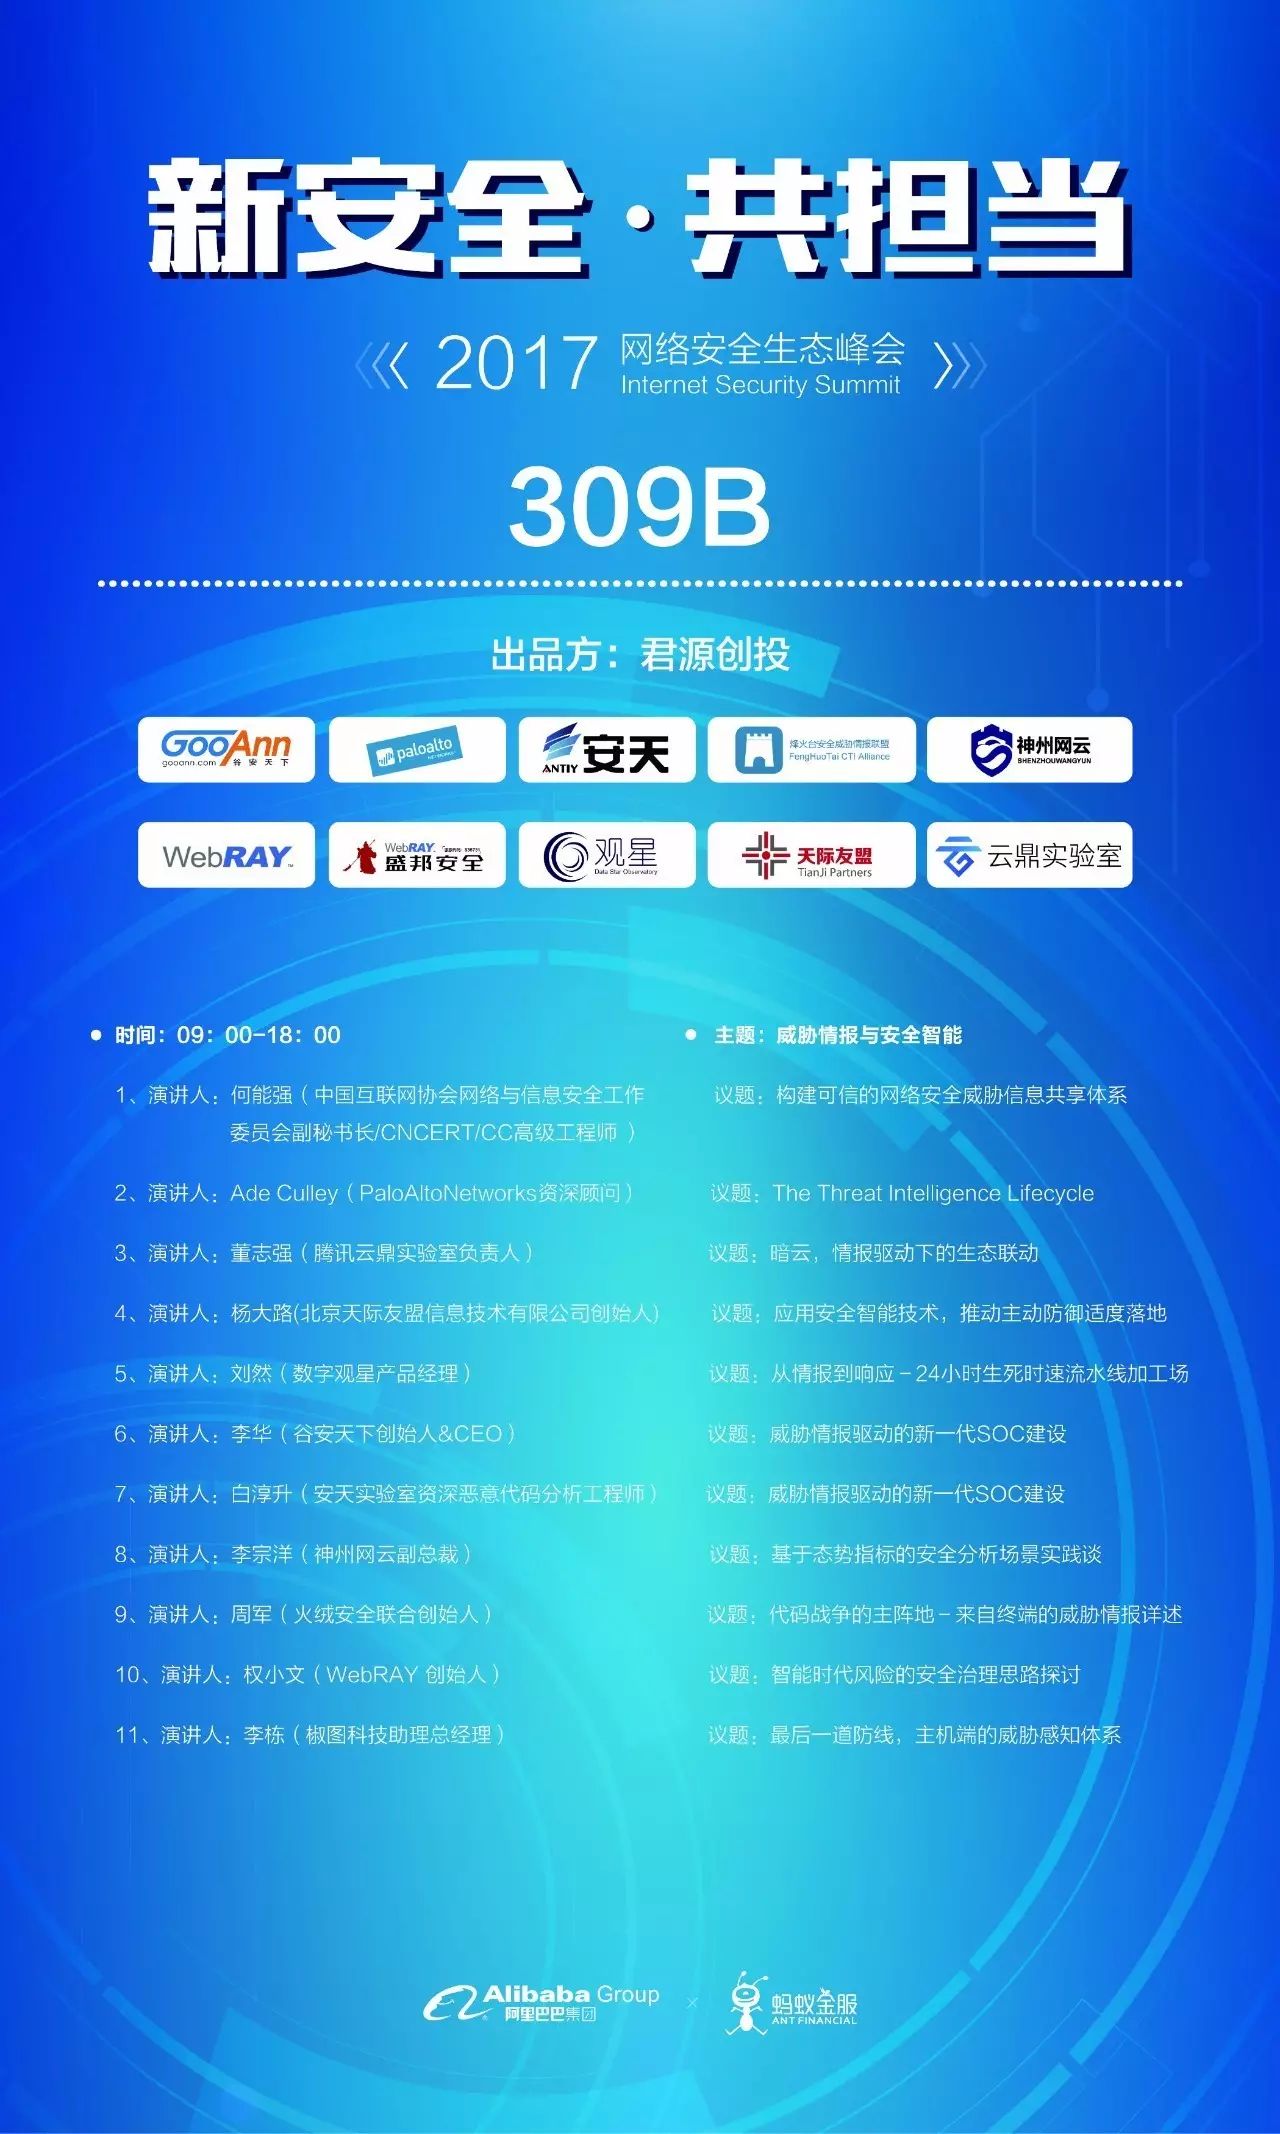 新安全·共担当
2017 网络安全生态峰会
Internet Security Summit
309B
出品方：君源创投
GooAnn
gooann.com 谷安天下
paloalto
NETWORKS
ANTIY 安天
烽火台安全威胁情报联盟
FengHuoTai CTI Alliance
神州网云
SHENZHOUWANGYUN
WebRAY™
WebRAY
盛邦安全
观星
Data Star Observatory
天际友盟
TianJi Partners
云鼎实验室
时间：09：00-18：00
主题：威胁情报与安全智能
1、演讲人：何能强（中国互联网协会网络与信息安全工作
委员会副秘书长/CNCERT/CC高级工程师）
议题：构建可信的网络安全威胁信息共享体系
2、演讲人：Ade Culley（PaloAltoNetworks资深顾问）
议题：The Threat Intelligence Lifecycle
3、演讲人：董志强（腾讯云鼎实验室负责人）
议题：暗云，情报驱动下的生态联动
4、演讲人：杨大路(北京天际友盟信息技术有限公司创始人)
议题：应用安全智能技术，推动主动防御适度落地
5、演讲人：刘然（数字观星产品经理）
议题：从情报到响应－24小时生死时速流水线加工场
6、演讲人：李华（谷安天下创始人&CEO）
议题：威胁情报驱动的新一代SOC建设
7、演讲人：白淳升（安天实验室资深恶意代码分析工程师）
议题：威胁情报驱动的新一代SOC建设
8、演讲人：李宗洋（神州网云副总裁）
议题：基于态势指标的安全分析场景实践谈
9、演讲人：周军（火绒安全联合创始人）
议题：代码战争的主阵地－来自终端的威胁情报详述
10、演讲人：权小文（WebRAY 创始人）
议题：智能时代风险的安全治理思路探讨
11、演讲人：李栋（椒图科技助理总经理）
议题：最后一道防线，主机端的威胁感知体系
Alibaba Group
阿里巴巴集团
×
蚂蚁金服
ANT FINANCIAL